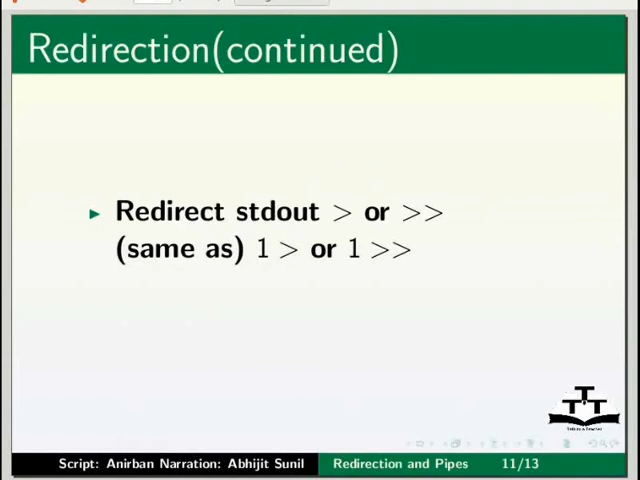 Redirection(continued)
Redirect stdout > or >>
(same as) 1 > or 1 >>
TTT
Script: Anirban Narration: Abhijit Sunil
Redirection and Pipes
11/13